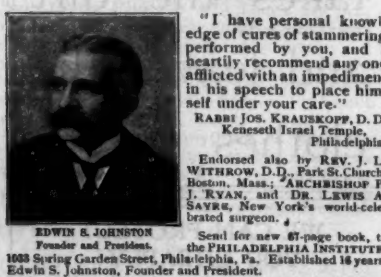 "I have personal knowl
edge of cures of stammering
performed by you, and
heartily recommend any one
afflicted with an impediment
in his speech to place him
self under your care."
RABBI JOS. KRAUSKOPF, D. D.
Keneseth Israel Temple,
Philadelphia
Endorsed also by REV. J. L.
WITHROW, D.D., Park St. Church
Boston, Mass.; ARCHBISHOP P.
J. RYAN, and DR. LEWIS A.
SAYRE, New York's world-cele
brated surgeon.
EDWIN S. JOHNSTON
Founder and President.
Send for new 67-page book, t
the PHILADELPHIA INSTITUTE
1033 Spring Garden Street, Philadelphia, Pa. Established 16 years
Edwin S. Johnston, Founder and President.